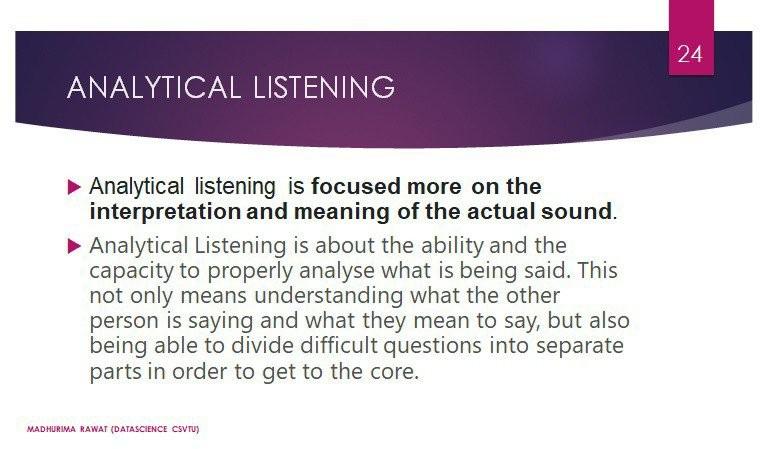 24
ANALYTICAL LISTENING
Analytical listening is focused more on the
interpretation and meaning of the actual sound.
Analytical Listening is about the ability and the
capacity to properly analyse what is being said. This
not only means understanding what the other
person is saying and what they mean to say, but also
being able to divide difficult questions into separate
parts in order to get to the core.
MADHURIMA RAWAT (DATASCIENCE CSVTU)